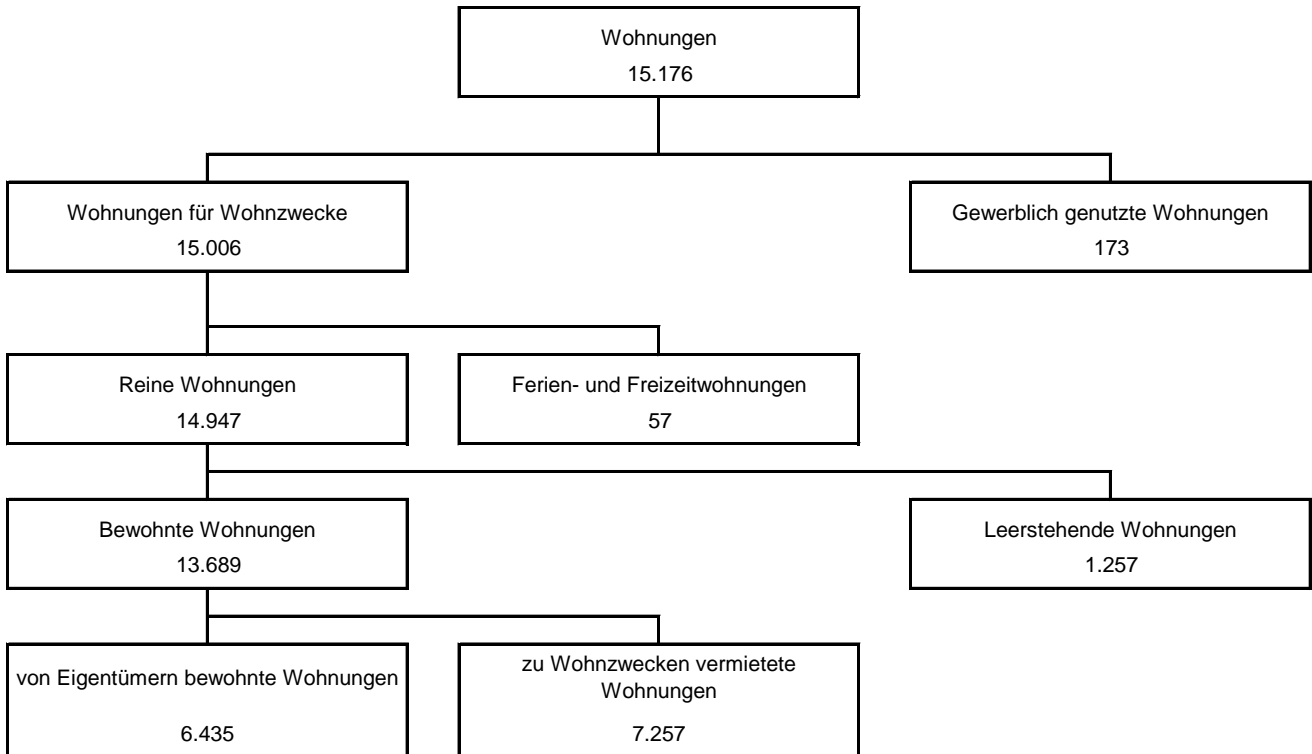 Wohnungen
15.176
Wohnungen für Wohnzwecke
15.006
Gewerblich genutzte Wohnungen
173
Reine Wohnungen
14.947
Ferien- und Freizeitwohnungen
57
Bewohnte Wohnungen
13.689
Leerstehende Wohnungen
1.257
von Eigentümern bewohnte Wohnungen
6.435
zu Wohnzwecken vermietete
Wohnungen
7.257